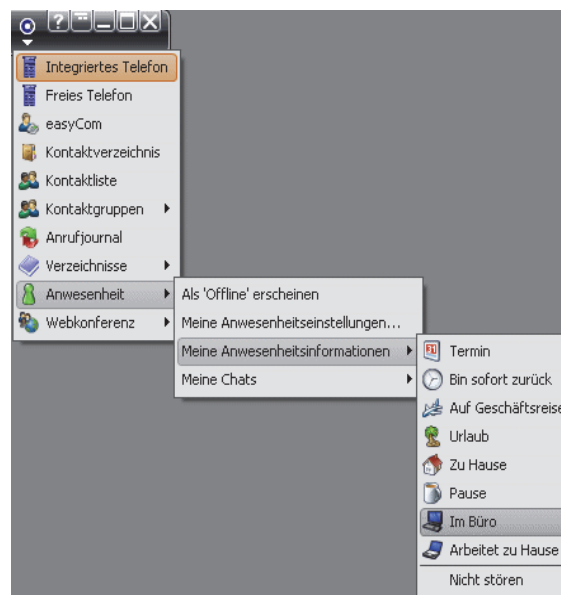 Integriertes Telefon
Freies Telefon
easyCom
Kontaktverzeichnis
Kontaktliste
Kontaktgruppen
Anrufjournal
Verzeichnisse
Anwesenheit
Webkonferenz
Als 'Offline' erscheinen
Meine Anwesenheitseinstellungen...
Meine Anwesenheitsinformationen
Meine Chats
Termin
Bin sofort zurück
Auf Geschäftsreise
Urlaub
Zu Hause
Pause
Im Büro
Arbeitet zu Hause
Nicht stören